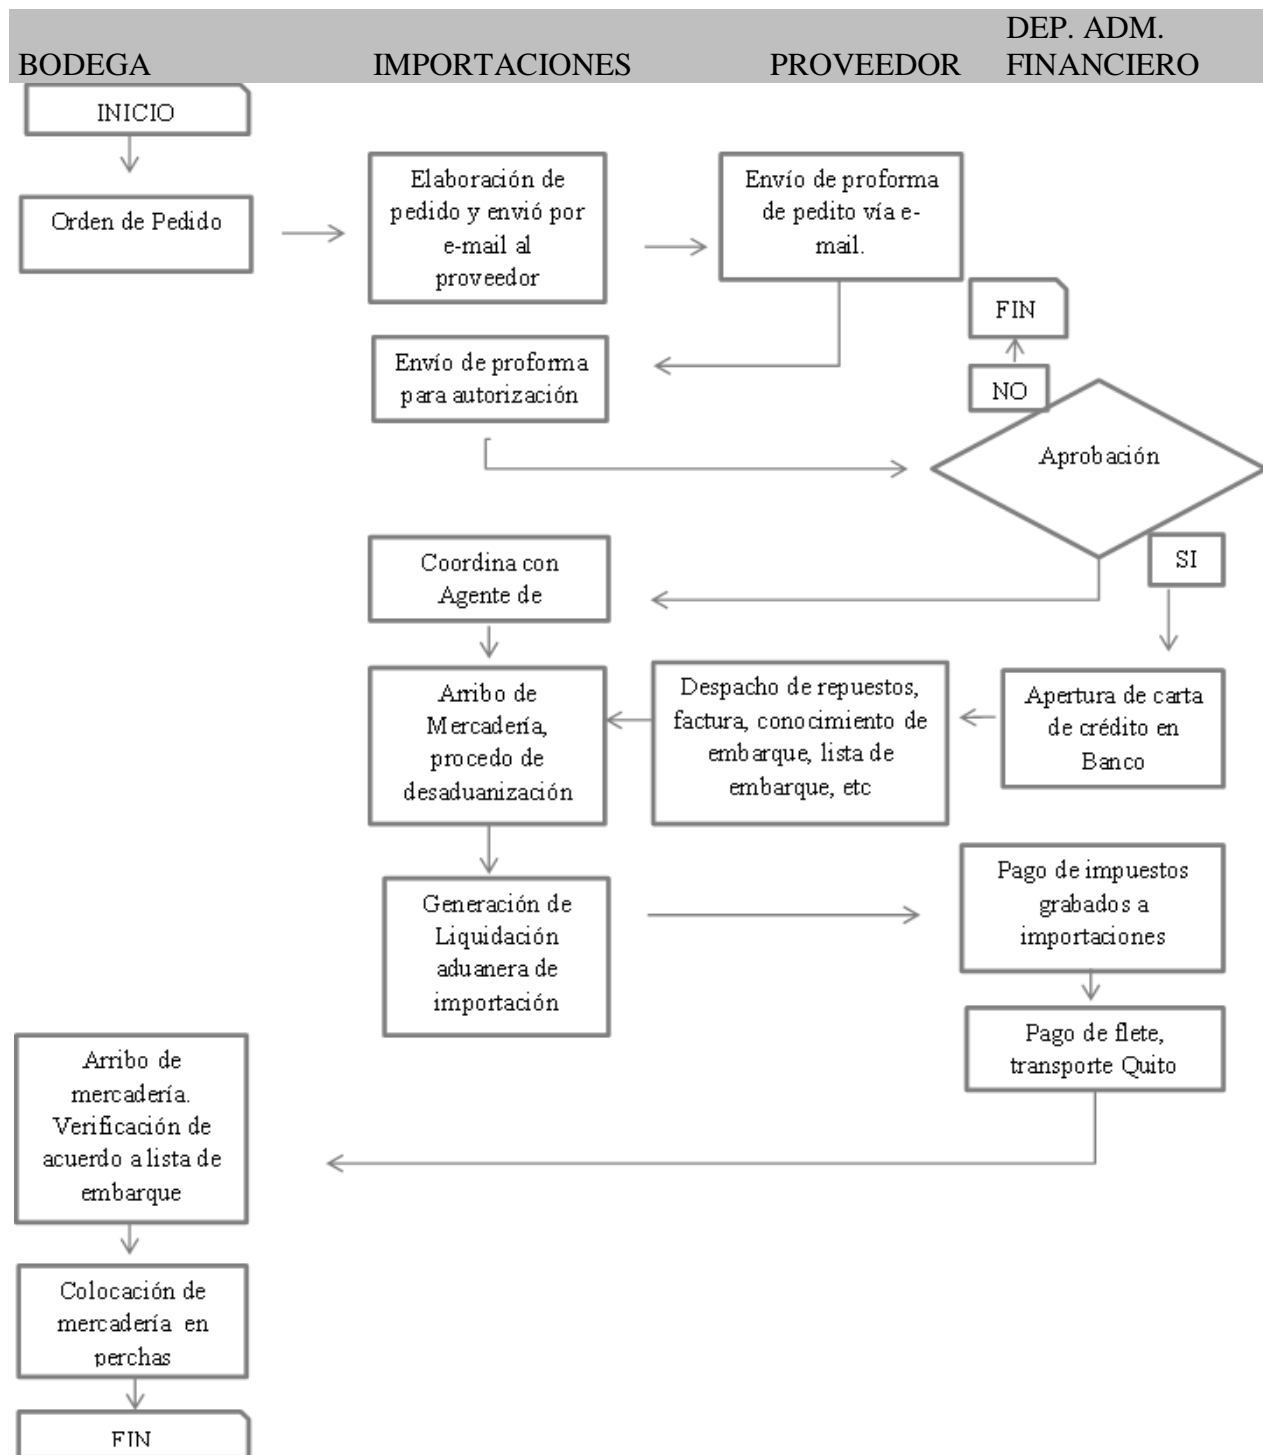 DEP. ADM.
BODEGA IMPORTACIONES PROVEEDOR FINANCIERO
INICIO
Orden de Pedido
Elaboración de
pedido y envió por
e-mail al
proveedor
Envío de proforma
de pedito vía e-
mail.
FIN
NO
Envío de proforma
para autorización
Aprobación
SI
Coordina con
Agente de
Arribo de
Mercadería,
procedo de
desaduanización
Despacho de repuestos,
factura, conocimiento de
embarque, lista de
embarque, etc
Apertura de carta
de crédito en
Banco
Generación de
Liquidación
aduanera de
importación
Pago de impuestos
grabados a
importaciones
Pago de flete,
transporte Quito
Arribo de
mercadería.
Verificación de
acuerdo a lista de
embarque
Colocación de
mercadería en
perchas
FIN